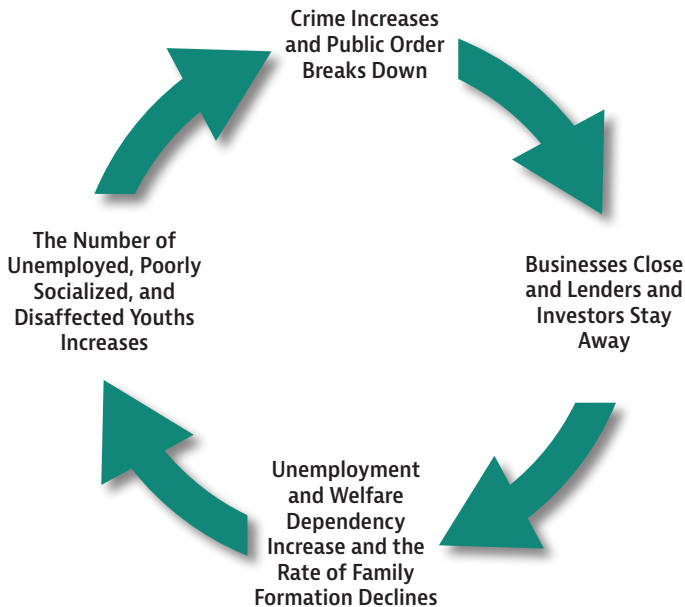 Crime Increases
and Public Order
Breaks Down
Businesses Close
and Lenders and
Investors Stay
Away
Unemployment
and Welfare
Dependency
Increase and the
Rate of Family
Formation Declines
The Number of
Unemployed, Poorly
Socialized, and
Disaffected Youths
Increases